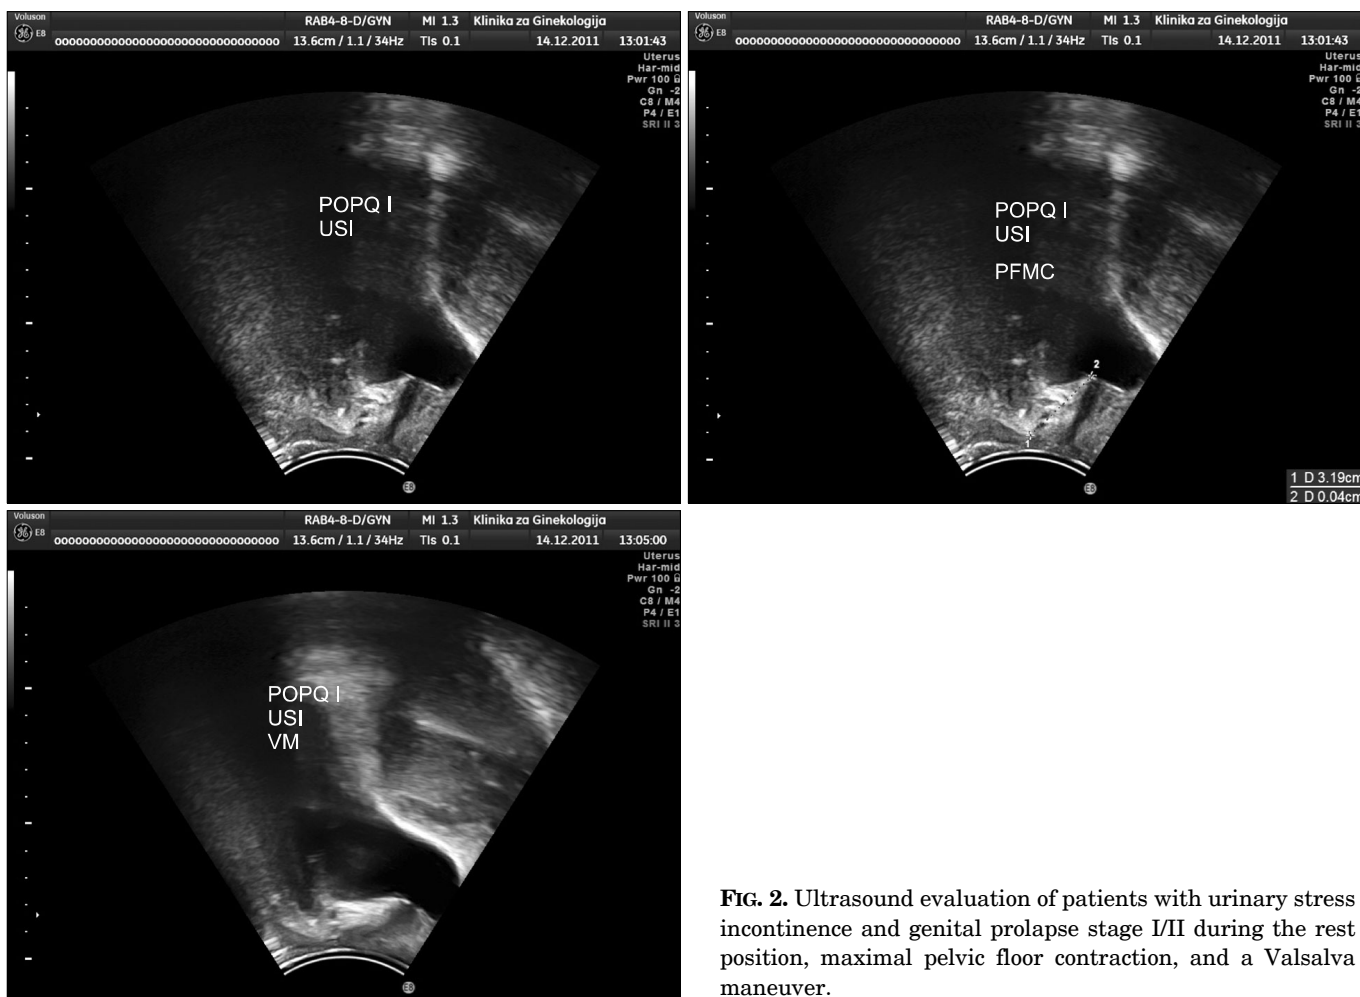 Voluson
E8
RAB4-8-D/GYN MI 1.3 Klinika za Ginekologija
oooooooooooooooooooooooooooooooo 13.6cm / 1.1 / 34Hz TIs 0.1 14.12.2011 13:01:43
Uterus
Har-mid
Pwr 100
Gn -2
C8 / M4
P4 / E1
SRI II 3
POPQ I
USI
E8
Voluson
E8
RAB4-8-D/GYN MI 1.3 Klinika za Ginekologija
oooooooooooooooooooooooooooooooo 13.6cm / 1.1 / 34Hz TIs 0.1 14.12.2011 13:01:43
Uterus
Har-mid
Pwr 100
Gn -2
C8 / M4
P4 / E1
SRI II 3
POPQ I
USI
PFMC
2
1
E8
1 D 3.19cm
2 D 0.04cm
Voluson
E8
RAB4-8-D/GYN MI 1.3 Klinika za Ginekologija
oooooooooooooooooooooooooooooooo 13.6cm / 1.1 / 34Hz TIs 0.1 14.12.2011 13:05:00
Uterus
Har-mid
Pwr 100
Gn -2
C8 / M4
P4 / E1
SRI II 3
POPQ I
USI
VM
E8
FIG. 2. Ultrasound evaluation of patients with urinary stress
incontinence and genital prolapse stage I/II during the rest
position, maximal pelvic floor contraction, and a Valsalva
maneuver.